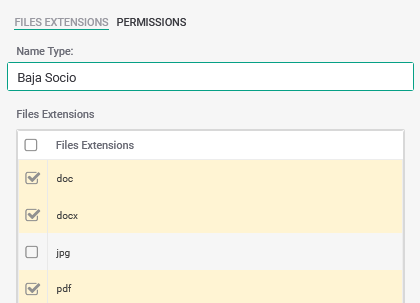 FILES EXTENSIONS PERMISSIONS
Name Type:
Baja Socio
Files Extensions
Files Extensions
doc
docx
jpg
pdf